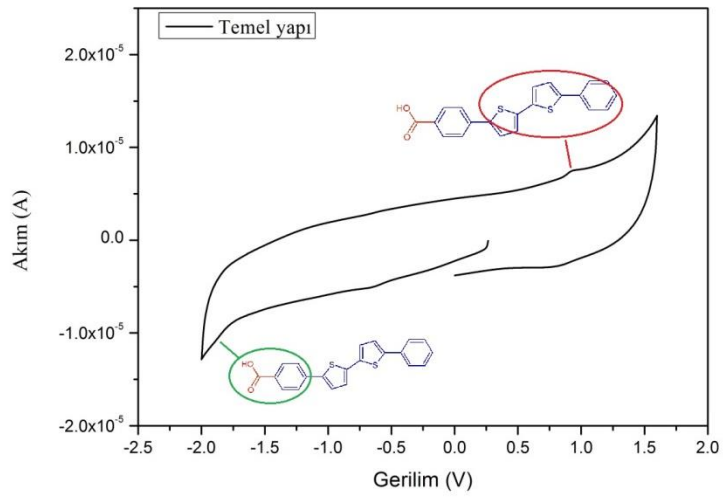 Temel yapı
2.0x10⁻⁵
1.0x10⁻⁵
0.0
-1.0x10⁻⁵
-2.0x10⁻⁵
Akım (A)
HO
O
S
S
HO
O
S
S
-2.5 -2.0 -1.5 -1.0 -0.5 0.0 0.5 1.0 1.5 2.0
Gerilim (V)